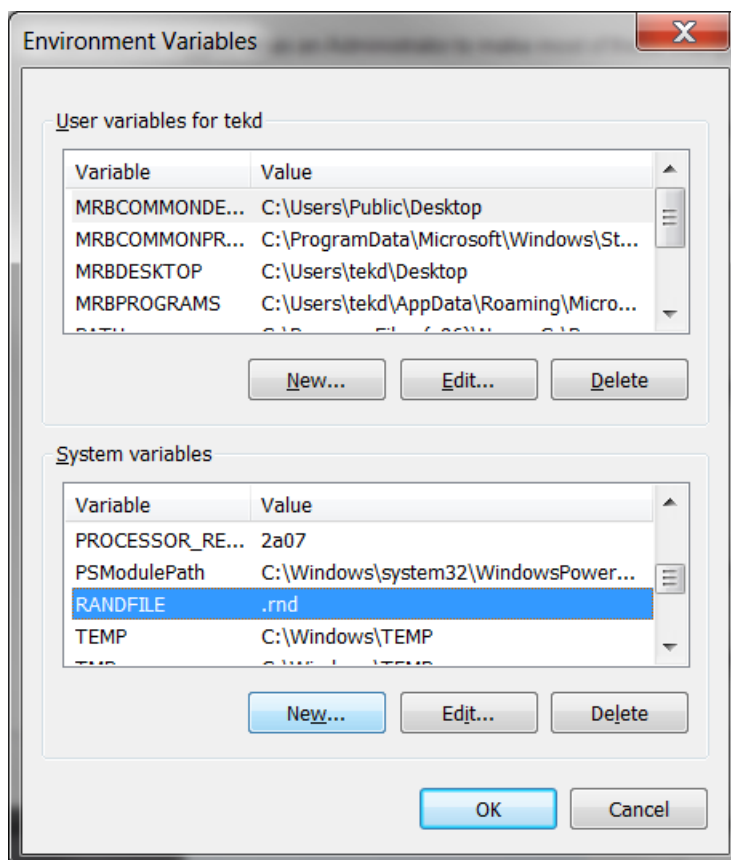 Environment Variables
User variables for tekd
Variable Value
MRBCOMMONDE... C:\Users\Public\Desktop
MRBCOMMONPR... C:\ProgramData\Microsoft\Windows\St...
MRBDESKTOP C:\Users\tekd\Desktop
MRBPROGRAMS C:\Users\tekd\AppData\Roaming\Micro...
New... Edit... Delete
System variables
Variable Value
PROCESSOR_RE... 2a07
PSModulePath C:\Windows\system32\WindowsPower...
RANDFILE .rnd
TEMP C:\Windows\TEMP
New... Edit... Delete
OK Cancel